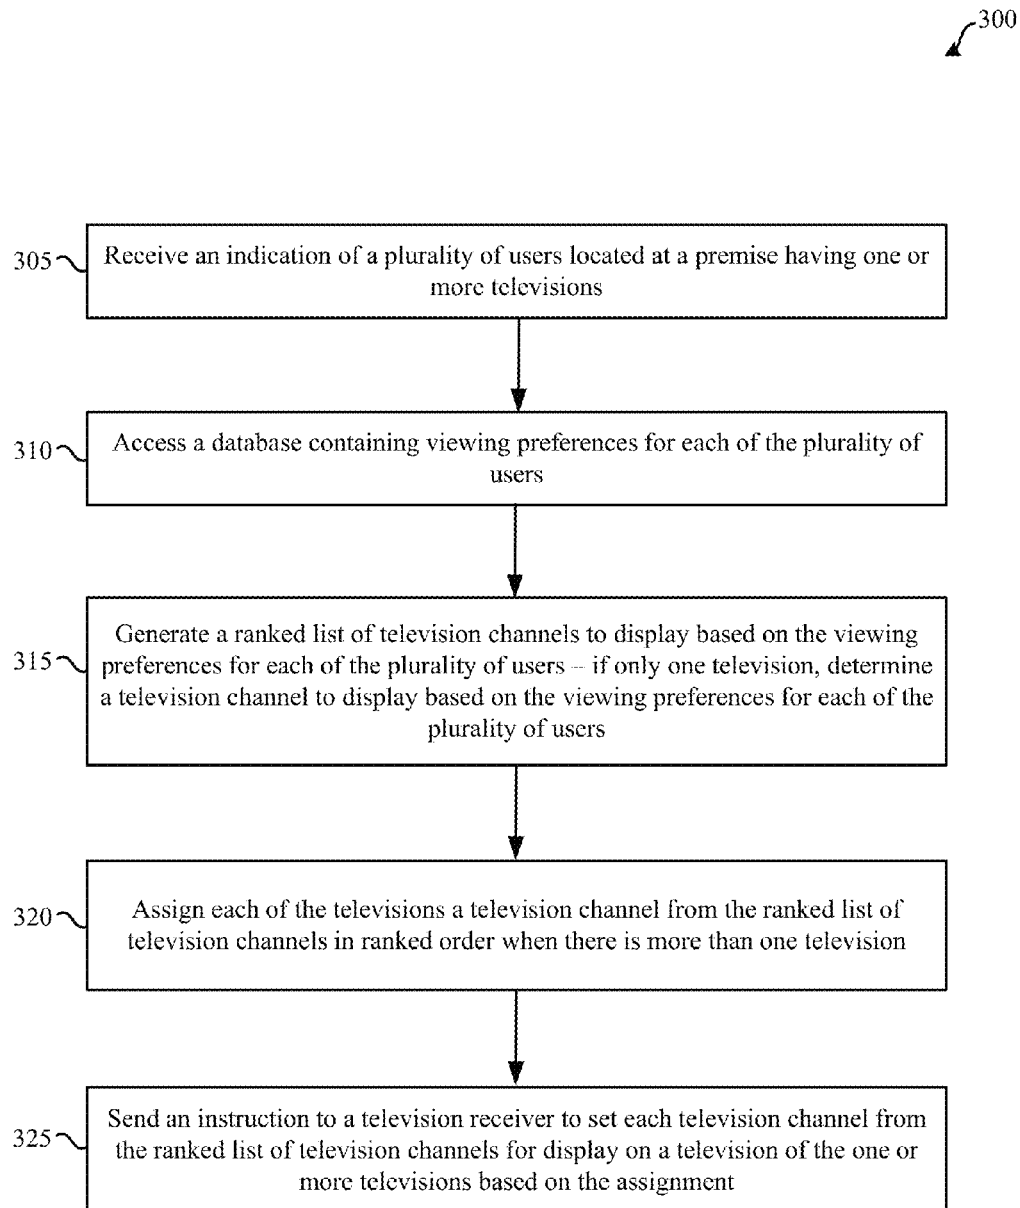 300
305
Receive an indication of a plurality of users located at a premise having one or
more televisions
310
Access a database containing viewing preferences for each of the plurality of
users
315
Generate a ranked list of television channels to display based on the viewing
preferences for each of the plurality of users – if only one television, determine
a television channel to display based on the viewing preferences for each of the
plurality of users
320
Assign each of the televisions a television channel from the ranked list of
television channels in ranked order when there is more than one television
325
Send an instruction to a television receiver to set each television channel from
the ranked list of television channels for display on a television of the one or
more televisions based on the assignment